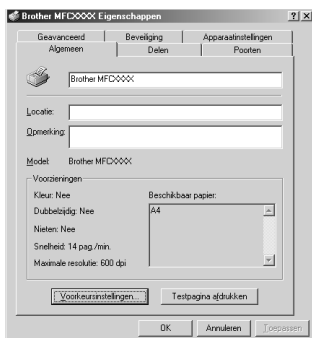 Brother MFCXXXX Eigenschappen
Geavanceerd Beveiliging Apparaatinstellingen
Algemeen Delen Poorten
Brother MFCXXXX
Locatie:
Opmerking:
Model: Brother MFCXXXX
Voorzieningen
Kleur: Nee Beschikbaar papier:
Dubbelzijdig: Nee A4
Nieten: Nee
Snelheid: 14 pag./min.
Maximale resolutie: 600 dpi
Voorkeursinstellingen... Testpagina afdrukken
OK Annuleren Toepassen